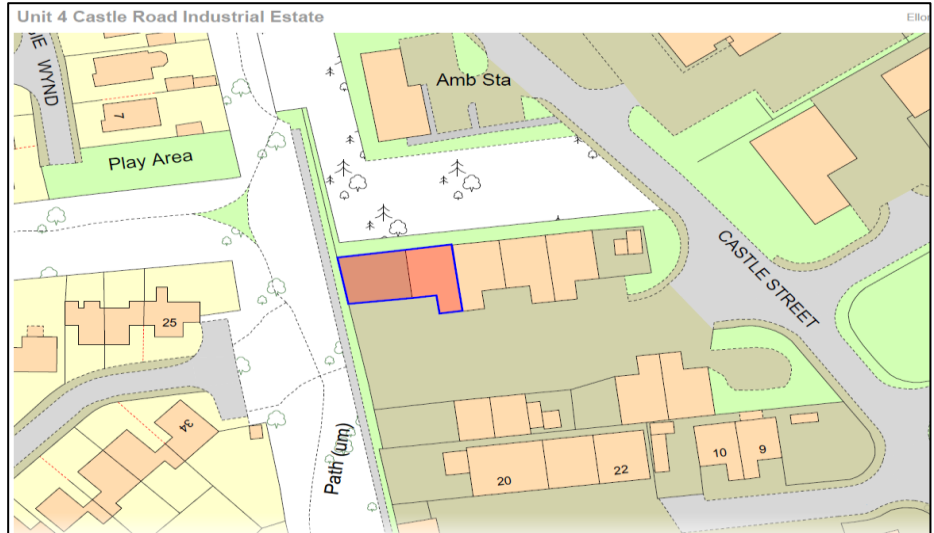 Unit 4 Castle Road Industrial Estate
Amb Sta
WYND
7
Play Area
CASTLE STREET
25
34
Path (um)
20
22
10
9